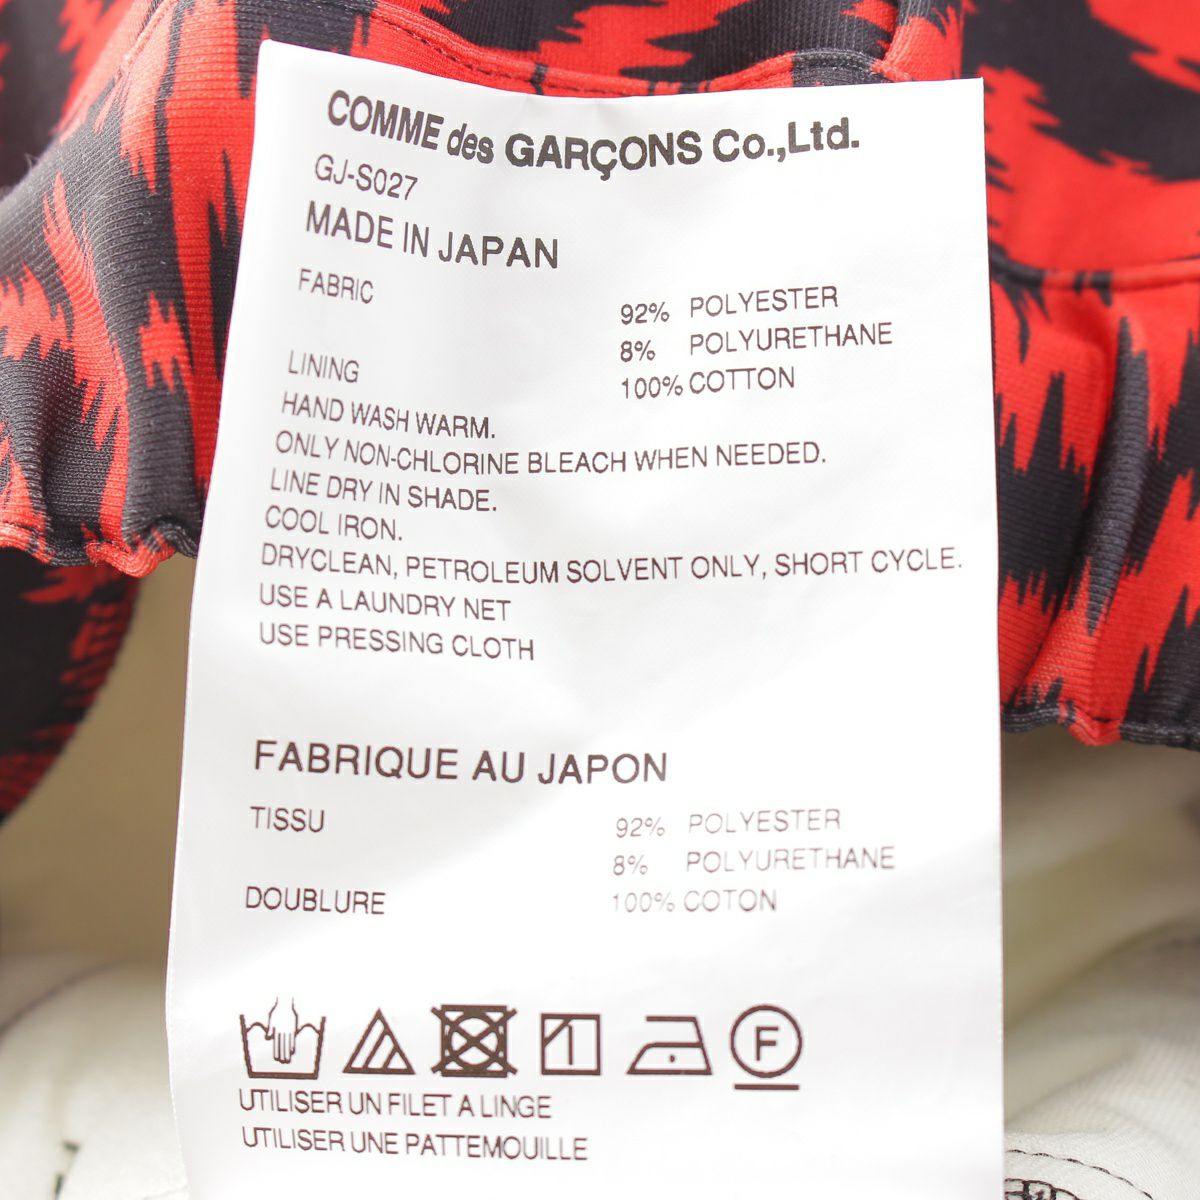 COMME des GARÇONS Co.,Ltd.
GJ-S027
MADE IN JAPAN
FABRIC 92% POLYESTER
8% POLYURETHANE
LINING 100% COTTON
HAND WASH WARM.
ONLY NON-CHLORINE BLEACH WHEN NEEDED.
LINE DRY IN SHADE.
COOL IRON.
DRYCLEAN, PETROLEUM SOLVENT ONLY, SHORT CYCLE.
USE A LAUNDRY NET
USE PRESSING CLOTH
FABRIQUE AU JAPON
TISSU 92% POLYESTER
8% POLYURETHANE
DOUBLURE 100% COTON
F
UTILISER UN FILET A LINGE
UTILISER UNE PATTEMOUILLE